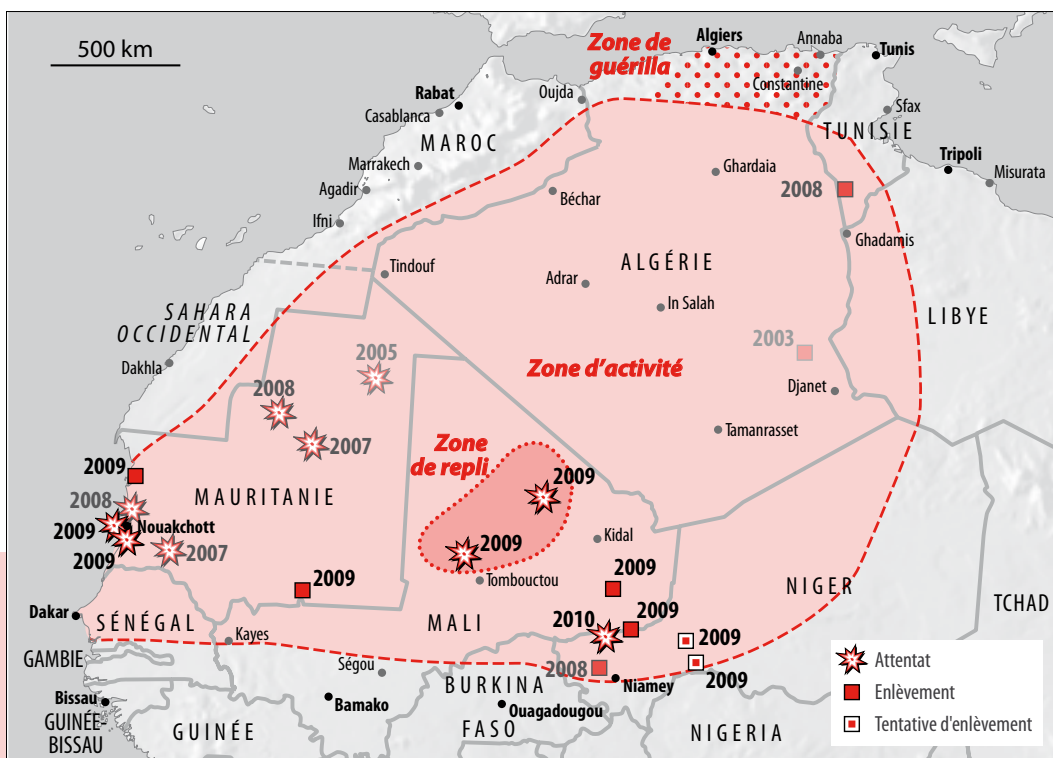 500 km
Zone de
guérilla
Algiers
Annaba
Tunis
Constantine
Rabat
Oujda
Casablanca
Sfax
MAROC
TUNISIE
Marrakech
Ghardaia
Tripoli
Misurata
Agadir
Béchar
2008
Ifni
Ghadamis
Tindouf
ALGÉRIE
Adrar
In Salah
LIBYE
SAHARA
OCCIDENTAL
2003
2005
Dakhla
Zone d'activité
Djanet
2008
Tamanrasset
2007
Zone
de repli
2009
2009
MAURITANIE
2008
2009
Nouakchott
2009
2007
2009
Kidal
Tombouctou
2009
2009
NIGER
TCHAD
Dakar
SÉNÉGAL
MALI
2010
2009
Kayes
2009
GAMBIE
Ségou
2008
2009
BURKINA
FASO
Niamey
Bissau
Bamako
Ouagadougou
GUINÉE-
BISSAU
GUINÉE
NIGERIA
Attentat
Enlèvement
Tentative d'enlèvement